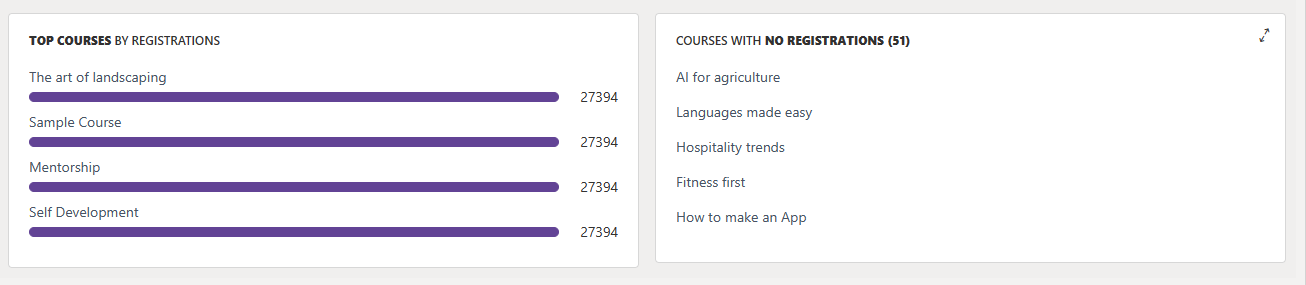 TOP COURSES BY REGISTRATIONS
The art of landscaping
27394
Sample Course
27394
Mentorship
27394
Self Development
27394
COURSES WITH NO REGISTRATIONS (51)
AI for agriculture
Languages made easy
Hospitality trends
Fitness first
How to make an App